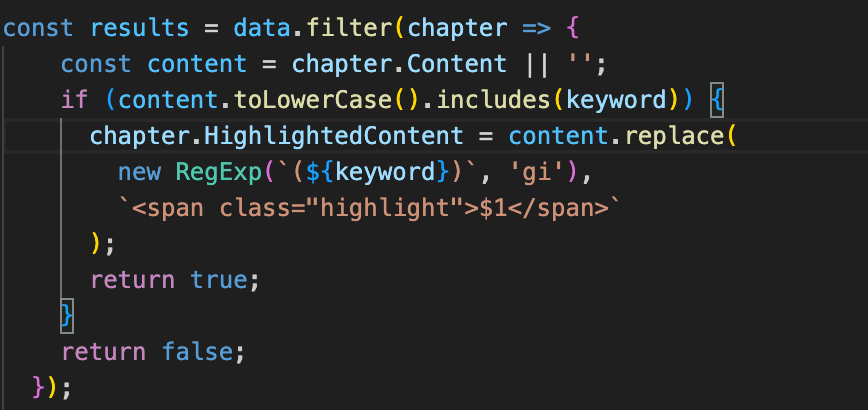 const results = data.filter(chapter => {
    const content = chapter.Content || '';
    if (content.toLowerCase().includes(keyword)) {
      chapter.HighlightedContent = content.replace(
        new RegExp(`(${keyword})`, 'gi'),
        `<span class="highlight">$1</span>`
      );
      return true;
    }
    return false;
  });